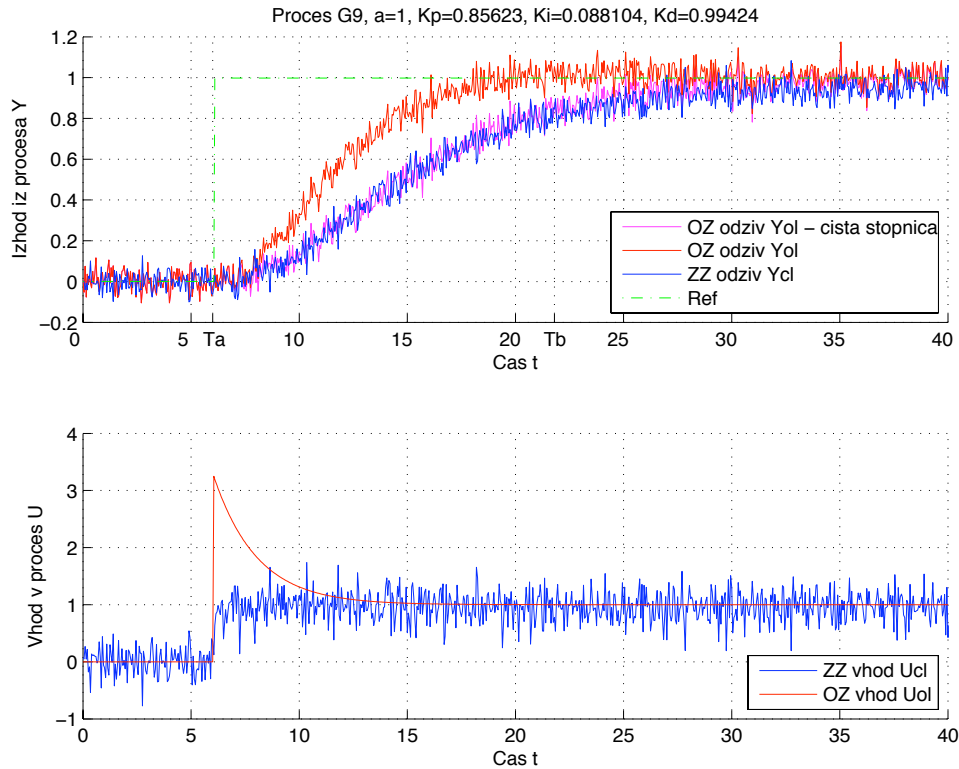 Proces G9, a=1, Kp=0.85623, Ki=0.088104, Kd=0.99424
Izhod iz procesa Y
1.2
1
0.8
0.6
0.4
0.2
0
−0.2
OZ odziv Yol − cista stopnica
OZ odziv Yol
ZZ odziv Ycl
Ref
0 5 Ta 10 15 20 Tb 25 30 35 40
Cas t
Vhod v proces U
4
3
2
1
0
−1
ZZ vhod Ucl
OZ vhod Uol
0 5 10 15 20 25 30 35 40
Cas t